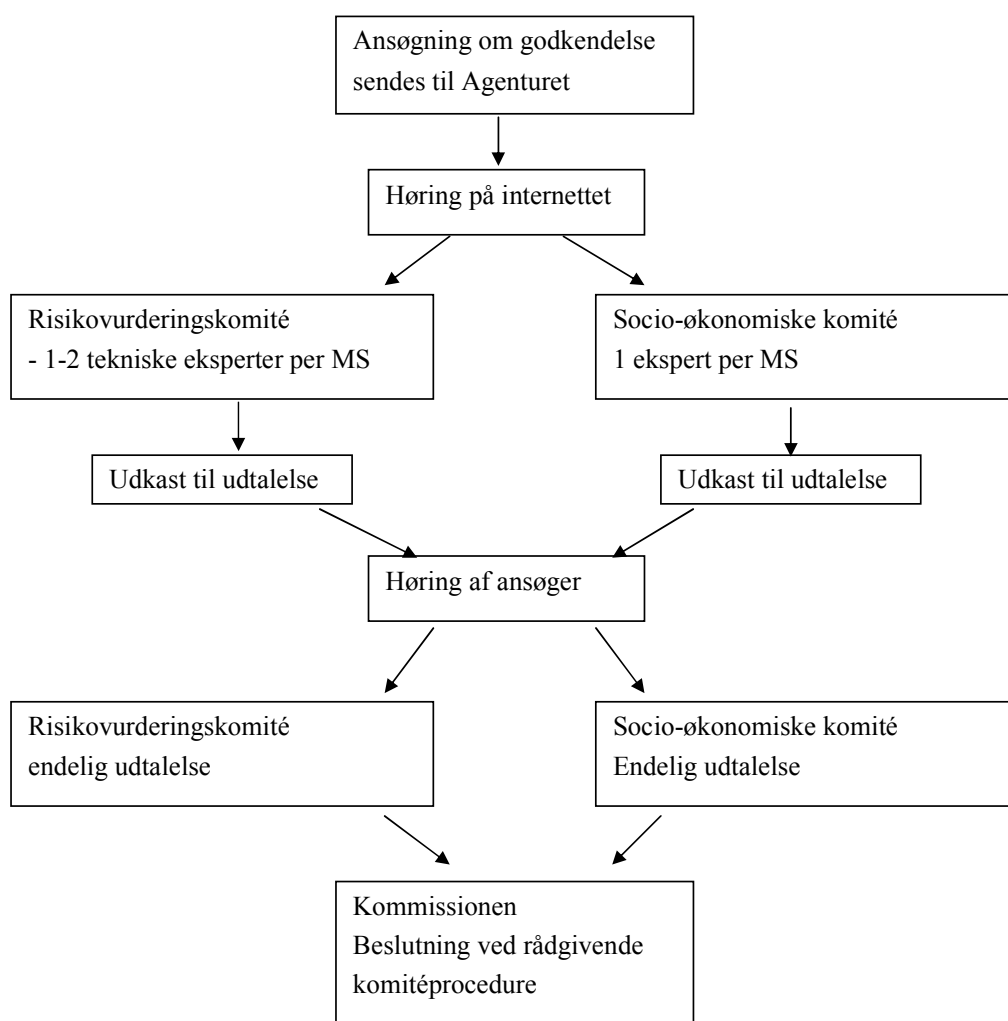 Ansøgning om godkendelse
sendes til Agenturet
Høring på internettet
Risikovurderingskomité
- 1-2 tekniske eksperter per MS
Socio-økonomiske komité
1 ekspert per MS
Udkast til udtalelse
Udkast til udtalelse
Høring af ansøger
Risikovurderingskomité
endelig udtalelse
Socio-økonomiske komité
Endelig udtalelse
Kommissionen
Beslutning ved rådgivende
komitéprocedure